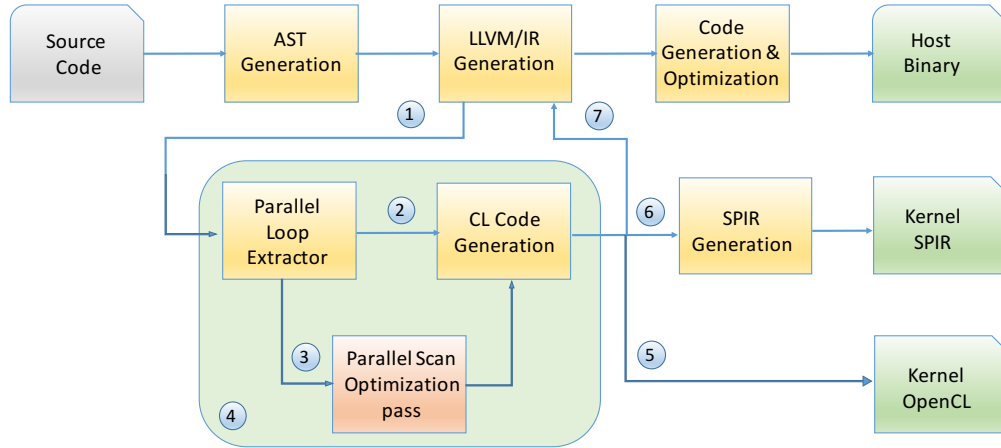 Source
Code
AST
Generation
LLVM/IR
Generation
Code
Generation &
Optimization
Host
Binary
1
7
Parallel
Loop
Extractor
2
CL Code
Generation
6
SPIR
Generation
Kernel
SPIR
3
Parallel Scan
Optimization
pass
4
5
Kernel
OpenCL